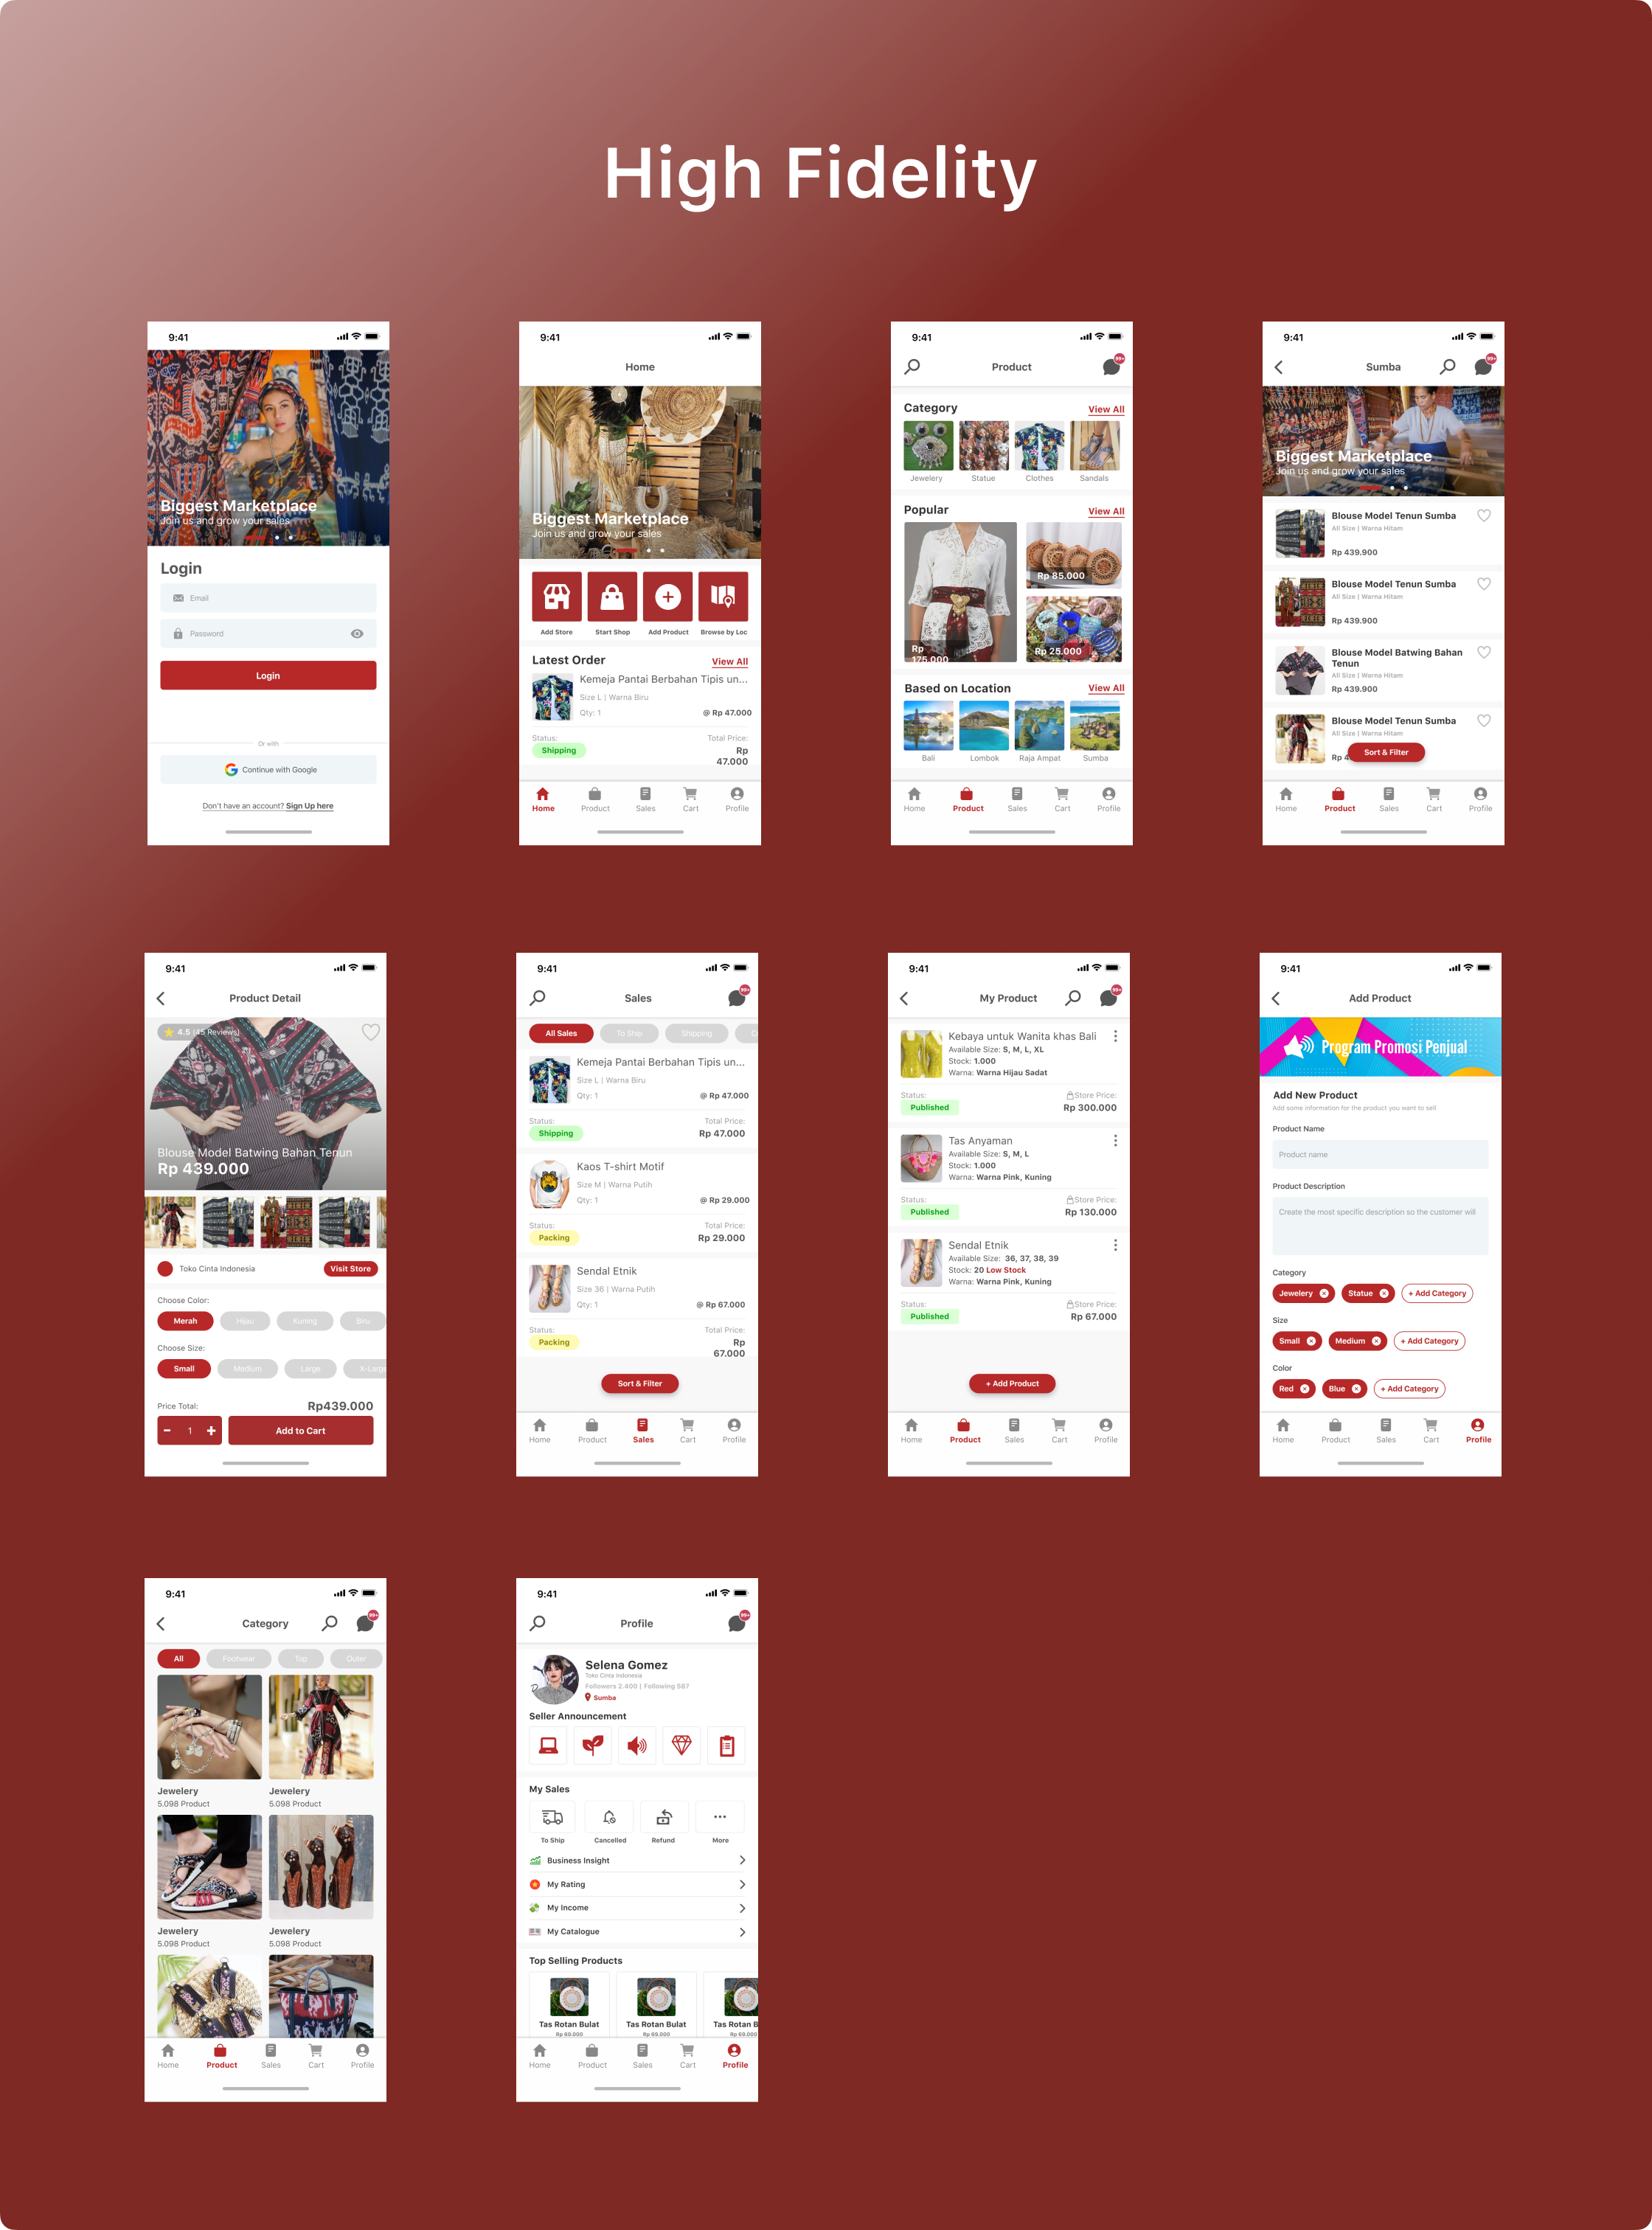 High Fidelity
9:41
Biggest Marketplace
Join us and grow your sales
Login
Email
Password
Login
Or with
Continue with Google
Don't have an account? Sign Up here
9:41
Home
Biggest Marketplace
Join us and grow your sales
Add Store Start Shop Add Product Browse by Loc
Latest Order View All
Kemeja Pantai Berbahan Tipis un...
Size L | Warna Biru
Qty: 1 @ Rp 47.000
Status: Total Price:
Shipping Rp
47.000
Home Product Sales Cart Profile
9:41
Product 99+
Category View All
Jewelery Statue Clothes Sandals
Popular View All
Rp 85.000
Rp
175.000
Rp 25.000
Based on Location View All
Bali Lombok Raja Ampat Sumba
Home Product Sales Cart Profile
9:41
Sumba 99+
Biggest Marketplace
Join us and grow your sales
Blouse Model Tenun Sumba
All Size | Warna Hitam
Rp 439.900
Blouse Model Tenun Sumba
All Size | Warna Hitam
Rp 439.900
Blouse Model Batwing Bahan
Tenun
All Size | Warna Hitam
Rp 439.900
Blouse Model Tenun Sumba
All Size | Warna Hitam
Rp 4
Sort & Filter
Home Product Sales Cart Profile
9:41
Product Detail
4.5 (45 Reviews)
Blouse Model Batwing Bahan Tenun
Rp 439.000
Toko Cinta Indonesia Visit Store
Choose Color:
Merah Hijau Kuning Biru
Choose Size:
Small Medium Large X-Large
Price Total: Rp439.000
1 Add to Cart
9:41
Sales 99+
All Sales To Ship Shipping C
Kemeja Pantai Berbahan Tipis un...
Size L | Warna Biru
Qty: 1 @ Rp 47.000
Status: Total Price:
Shipping Rp 47.000
Kaos T-shirt Motif
Size M | Warna Putih
Qty: 1 @ Rp 29.000
Status: Total Price:
Packing Rp 29.000
Sendal Etnik
Size 36 | Warna Putih
Qty: 1 @ Rp 67.000
Status: Total Price:
Packing Rp
67.000
Sort & Filter
Home Product Sales Cart Profile
9:41
My Product 99+
Kebaya untuk Wanita khas Bali
Available Size: S, M, L, XL
Stock: 1.000
Warna: Warna Hijau Sadat
Status: Store Price:
Published Rp 300.000
Tas Anyaman
Available Size: S, M, L
Stock: 1.000
Warna: Warna Pink, Kuning
Status: Store Price:
Published Rp 130.000
Sendal Etnik
Available Size: 36, 37, 38, 39
Stock: 20 Low Stock
Warna: Warna Pink, Kuning
Status: Store Price:
Published Rp 67.000
+ Add Product
Home Product Sales Cart Profile
9:41
Add Product
Program Promosi Penjual
Add New Product
Add some information for the product you want to sell
Product Name
Product name
Product Description
Create the most specific description so the customer will
Category
Jewelery Statue + Add Category
Size
Small Medium + Add Category
Color
Red Blue + Add Category
Home Product Sales Cart Profile
9:41
Category 99+
All Footwear Top Outer
Jewelery Jewelery
5.098 Product 5.098 Product
Jewelery Jewelery
5.098 Product 5.098 Product
Home Product Sales Cart Profile
9:41
Profile 99+
Selena Gomez
Toko Cinta Indonesia
Followers 2.400 | Following 567
Sumba
Seller Announcement
My Sales
To Ship Cancelled Refund More
Business Insight
My Rating
My Income
My Catalogue
Top Selling Products
Tas Rotan Bulat Tas Rotan Bulat Tas Rotan B
Rp 69.000 Rp 69.000 Rp 69.000
Home Product Sales Cart Profile